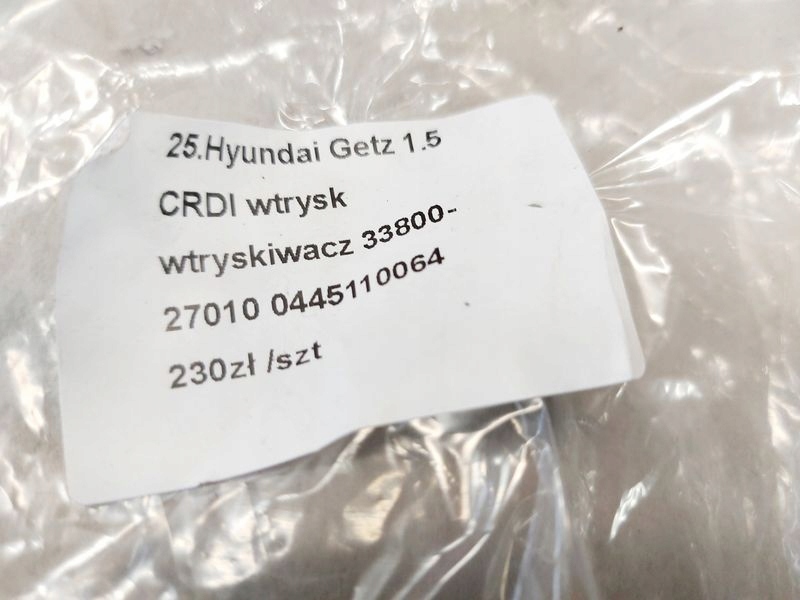 25.Hyundai Getz 1.5
CRDI wtrysk
wtryskiwacz 33800-
27010 0445110064
230zł /szt